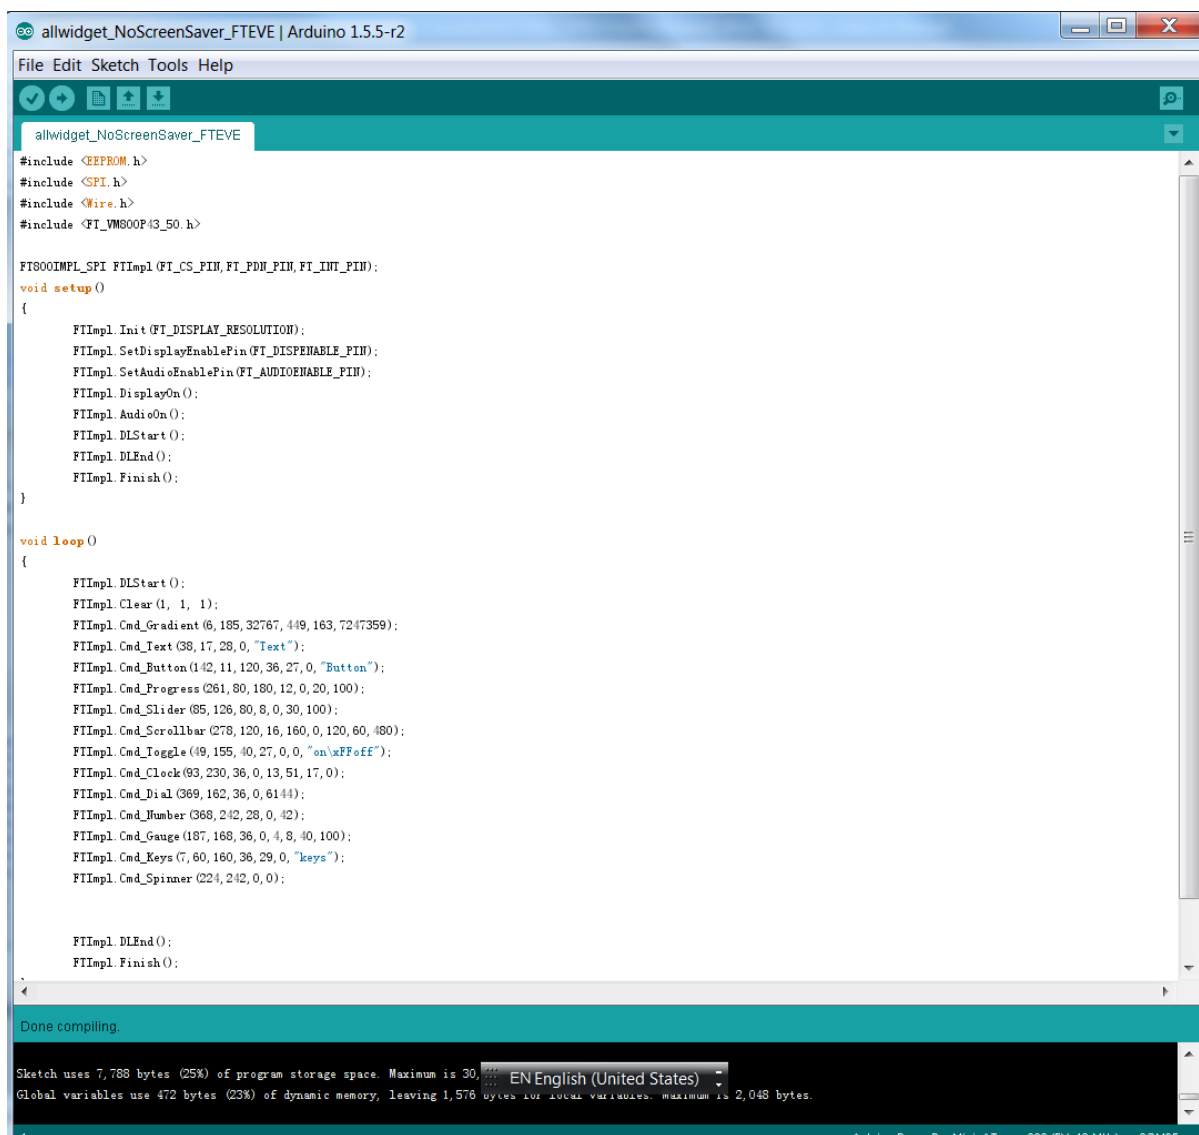 allwidget_NoScreenSaver_FTEVE | Arduino 1.5.5-r2
File Edit Sketch Tools Help
allwidget_NoScreenSaver_FTEVE
#include <EEPROM.h>
#include <SPI.h>
#include <Wire.h>
#include <FT_VM800P43_50.h>
FT800IMPL_SPI FTImpl(FT_CS_PIN,FT_PDN_PIN,FT_INT_PIN);
void setup()
{
FTImpl.Init(FT_DISPLAY_RESOLUTION);
FTImpl.SetDisplayEnablePin(FT_DISPENABLE_PIN);
FTImpl.SetAudioEnablePin(FT_AUDIOENABLE_PIN);
FTImpl.DisplayOn();
FTImpl.AudioOn();
FTImpl.DLStart();
FTImpl.DLEnd();
FTImpl.Finish();
}
void loop()
{
FTImpl.DLStart();
FTImpl.Clear(1, 1, 1);
FTImpl.Cmd_Gradient(6,185,32767,449,163,7247359);
FTImpl.Cmd_Text(38,17,28,0,"Text");
FTImpl.Cmd_Button(142,11,120,36,27,0,"Button");
FTImpl.Cmd_Progress(261,80,180,12,0,20,100);
FTImpl.Cmd_Slider(85,126,80,8,0,30,100);
FTImpl.Cmd_Scrollbar(278,120,16,160,0,120,60,480);
FTImpl.Cmd_Toggle(49,155,40,27,0,0,"on\xFFoff");
FTImpl.Cmd_Clock(93,230,36,0,13,51,17,0);
FTImpl.Cmd_Dial(369,162,36,0,6144);
FTImpl.Cmd_Number(368,242,28,0,42);
FTImpl.Cmd_Gauge(187,168,36,0,4,8,40,100);
FTImpl.Cmd_Keys(7,60,160,36,29,0,"keys");
FTImpl.Cmd_Spinner(224,242,0,0);
FTImpl.DLEnd();
FTImpl.Finish();
Done compiling.
Sketch uses 7,788 bytes (25%) of program storage space. Maximum is 30,
EN English (United States)
Global variables use 472 bytes (23%) of dynamic memory, leaving 1,576 bytes for local variables. Maximum is 2,048 bytes.